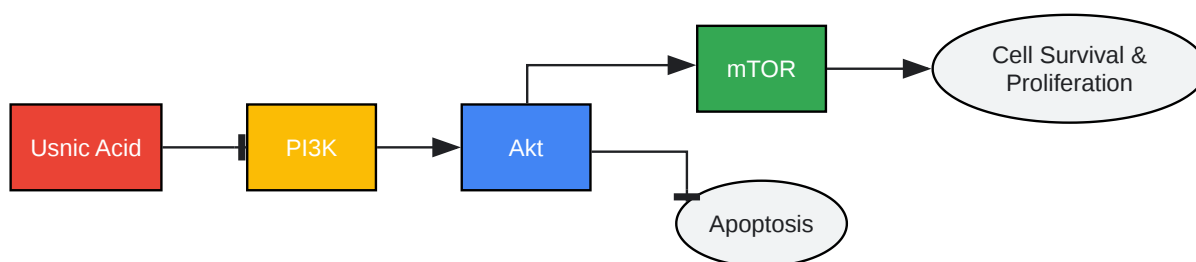 Usnic Acid
PI3K
Akt
mTOR
Cell Survival &
Proliferation
Apoptosis